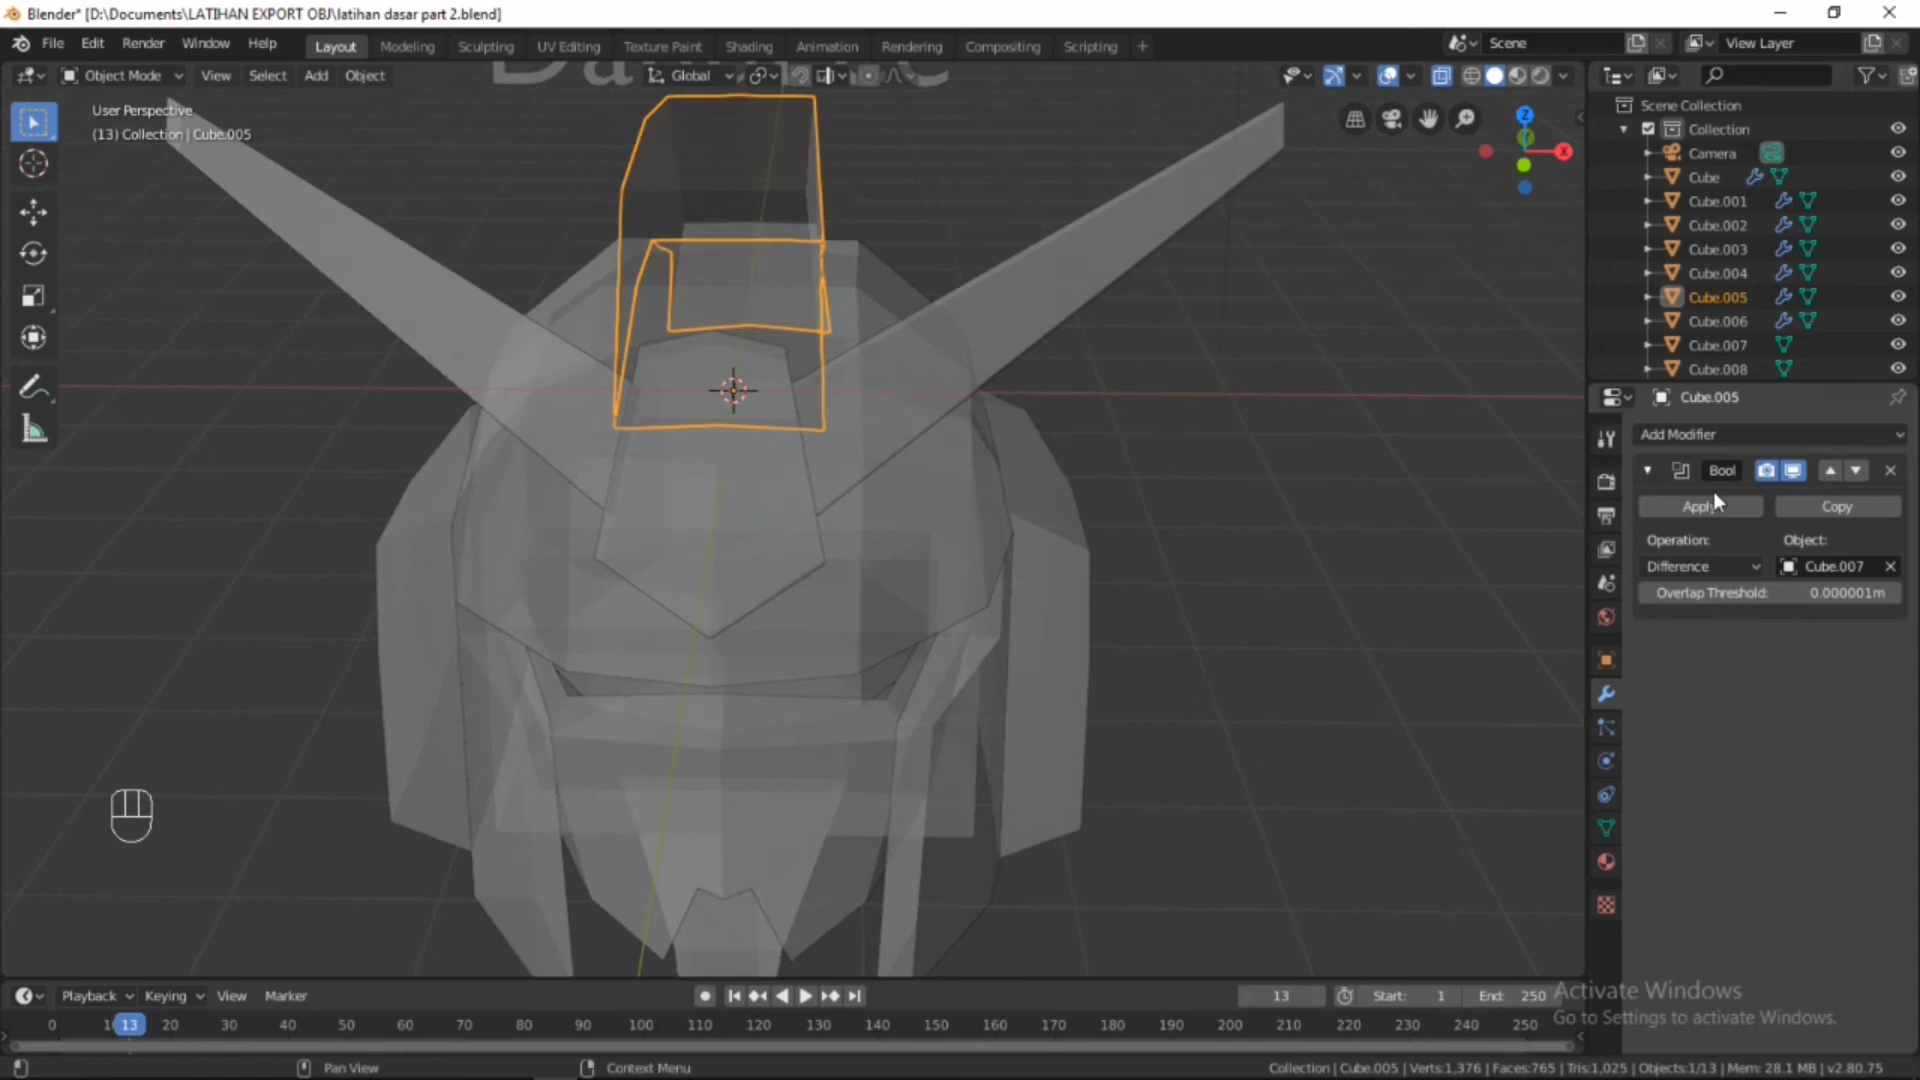 Blender* [D:\Documents\LATIHAN EXPORT OBJ\latihan dasar part 2.blend]
File Edit Render Window Help Layout Modeling Sculpting UV Editing Texture Paint Shading Animation Rendering Compositing Scripting + Scene View Layer
Object Mode View Select Add Object Global
User Perspective
(13) Collection | Cube.005
Z
X
Scene Collection
Collection
Camera
Cube
Cube.001
Cube.002
Cube.003
Cube.004
Cube.005
Cube.006
Cube.007
Cube.008
Cube.005
Add Modifier
Bool
Apply Copy
Operation: Object:
Difference Cube.007
Overlap Threshold: 0.000001m
Activate Windows
Go to Settings to activate Windows.
Playback Keying View Marker 13 Start: 1 End: 250
0 13 20 30 40 50 60 70 80 90 100 110 120 130 140 150 160 170 180 190 200 210 220 230 240 250
Pan View Context Menu Collection | Cube.005 | Verts:1,376 | Faces:765 | Tris:1,025 | Objects:1/13 | Mem: 28.1 MB | v2.80.75